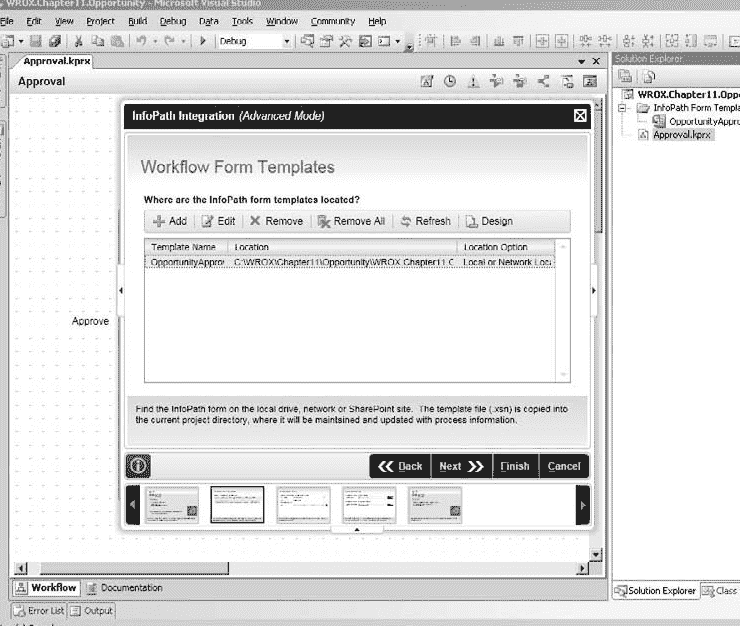 WROX.Chapter11.Opportunity - Microsoft Visual Studio
File Edit View Project Build Debug Data Tools Window Community Help
Debug
Approval.kprx
Approval
Solution Explorer
WROX.Chapter11.Oppo
InfoPath Form Templa
OpportunityAppro
Approval.kprx
InfoPath Integration (Advanced Mode)
Workflow Form Templates
Where are the InfoPath form templates located?
Add Edit Remove Remove All Refresh Design
Template Name Location Location Option
OpportunityApprov C:\WROX\Chapter11\Opportunity\WROX.Chapter11.O Local or Network Loca
Approve
Find the InfoPath form on the local drive, network or SharePoint site. The template file (.xsn) is copied into
the current project directory, where it will be maintained and updated with process information.
Back Next Finish Cancel
Workflow Documentation
Solution Explorer Class
Error List Output